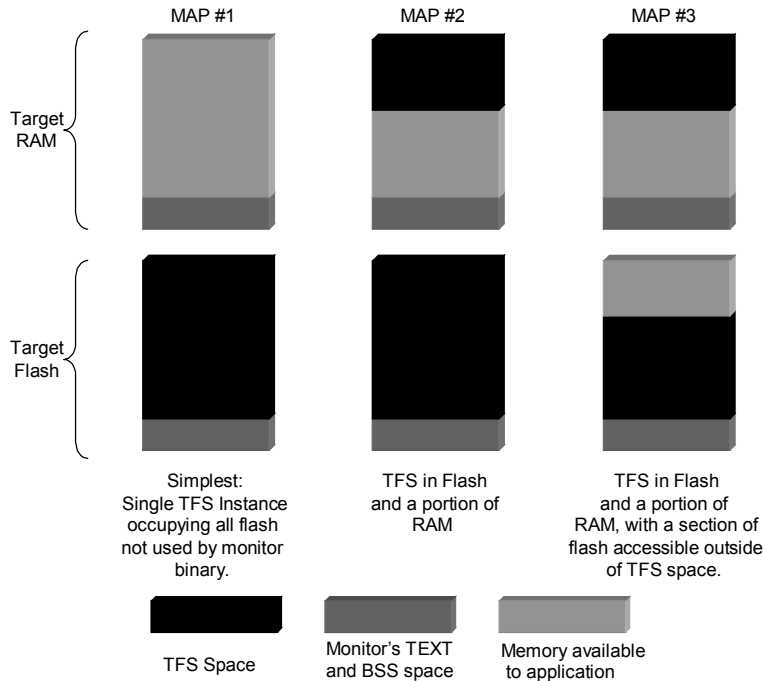 MAP #1
MAP #2
MAP #3
Target
RAM
Target
Flash
Simplest:
Single TFS Instance
occupying all flash
not used by monitor
binary.
TFS in Flash
and a portion of
RAM
TFS in Flash
and a portion of
RAM, with a section of
flash accessible outside
of TFS space.
TFS Space
Monitor’s TEXT
and BSS space
Memory available
to application